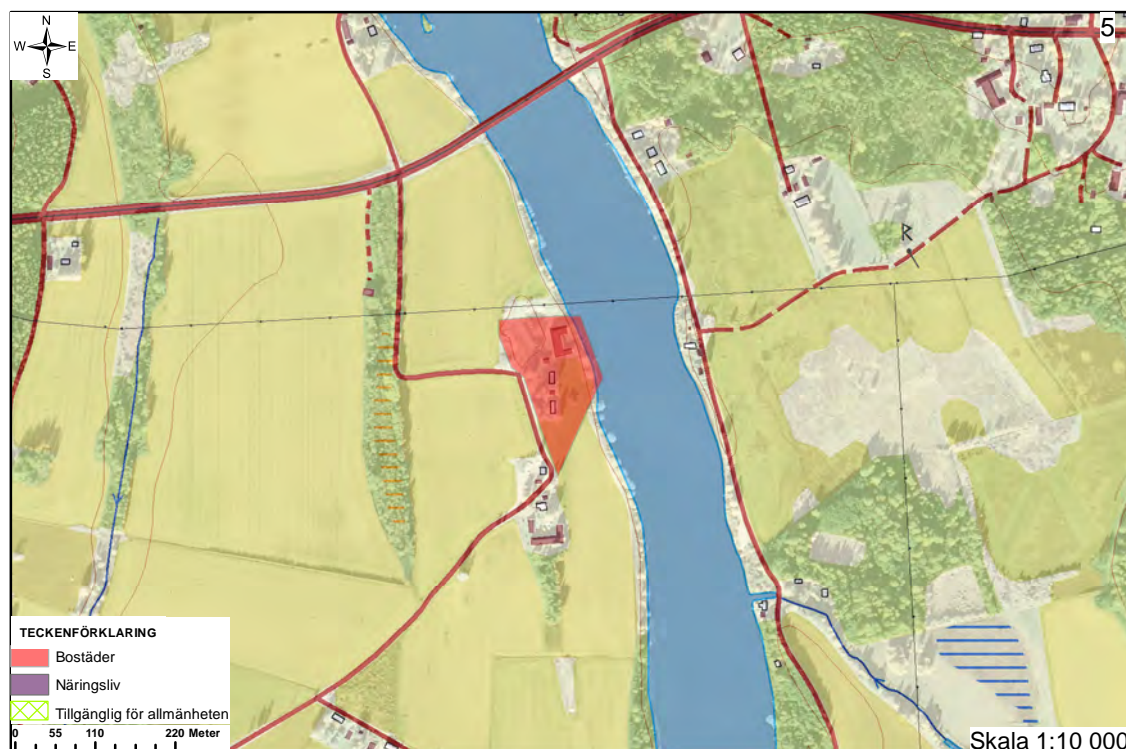 N
W E
S
5
TECKENFÖRKLARING
Bostäder
Näringsliv
Tillgänglig för allmänheten
0 55 110 220 Meter
Skala 1:10 000